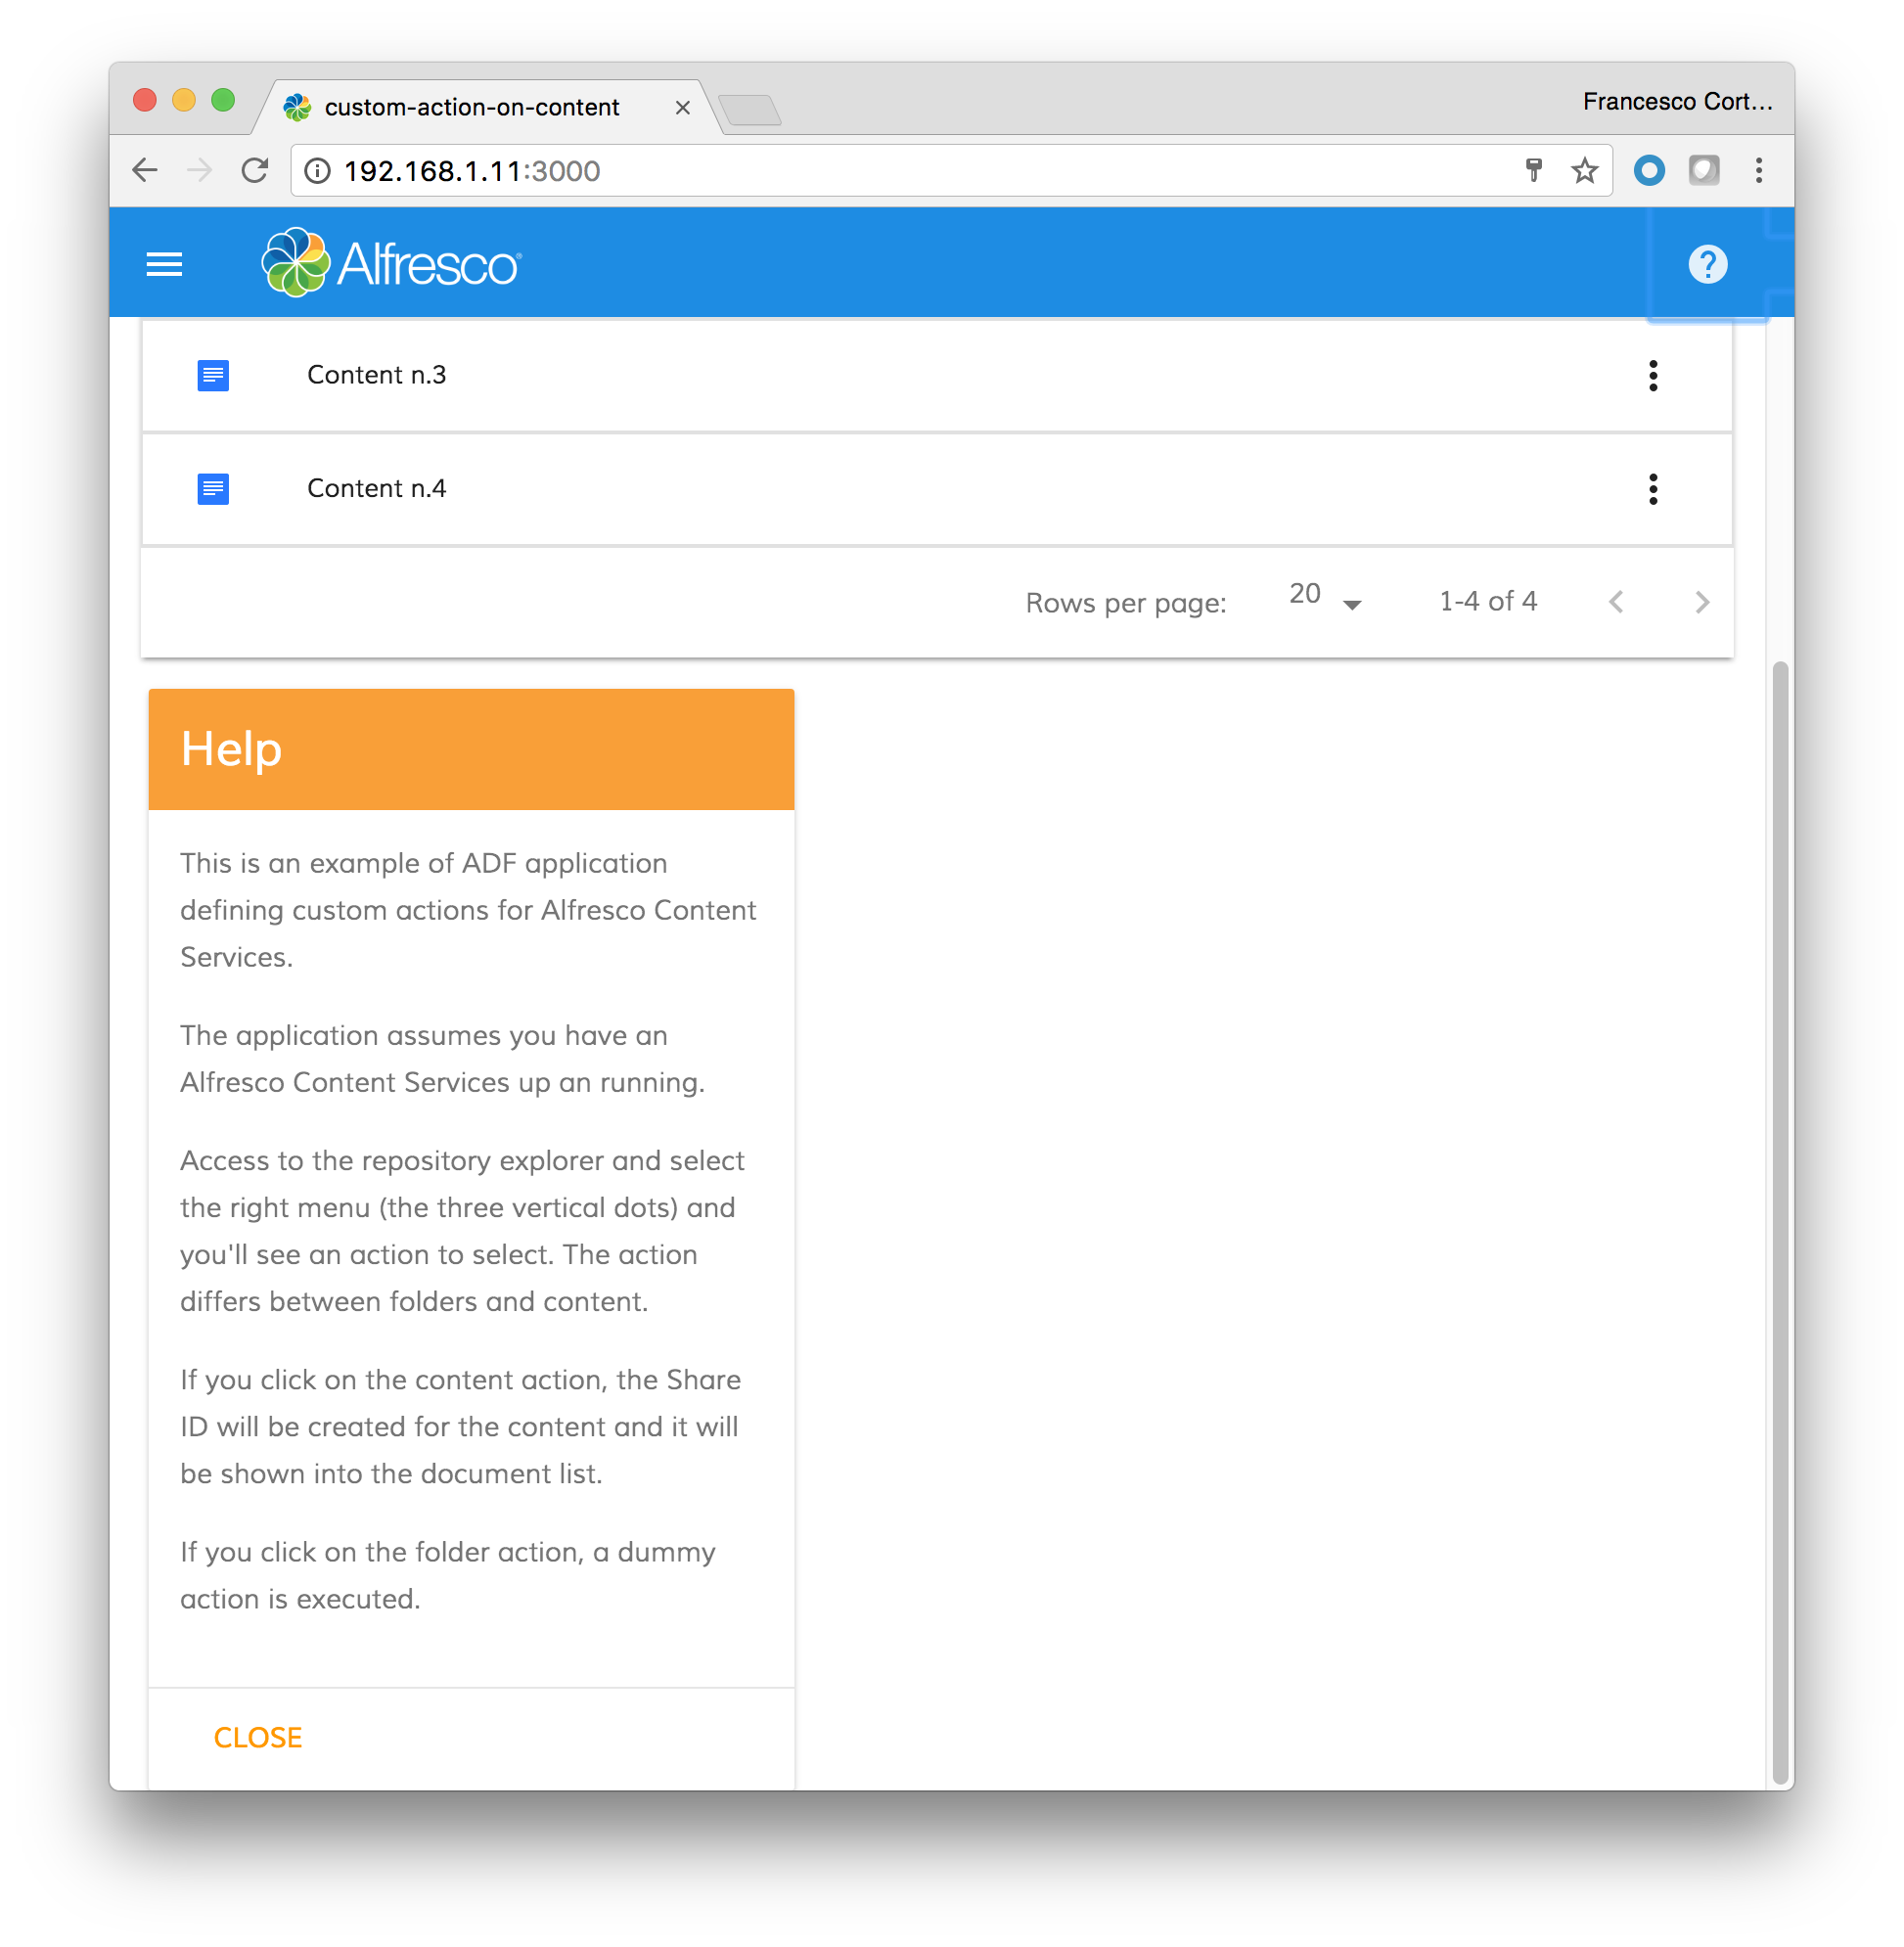 custom-action-on-content
Francesco Cort...
192.168.1.11:3000
Alfresco
Content n.3
Content n.4
Rows per page: 20 1-4 of 4
Help
This is an example of ADF application
defining custom actions for Alfresco Content
Services.
The application assumes you have an
Alfresco Content Services up an running.
Access to the repository explorer and select
the right menu (the three vertical dots) and
you'll see an action to select. The action
differs between folders and content.
If you click on the content action, the Share
ID will be created for the content and it will
be shown into the document list.
If you click on the folder action, a dummy
action is executed.
CLOSE